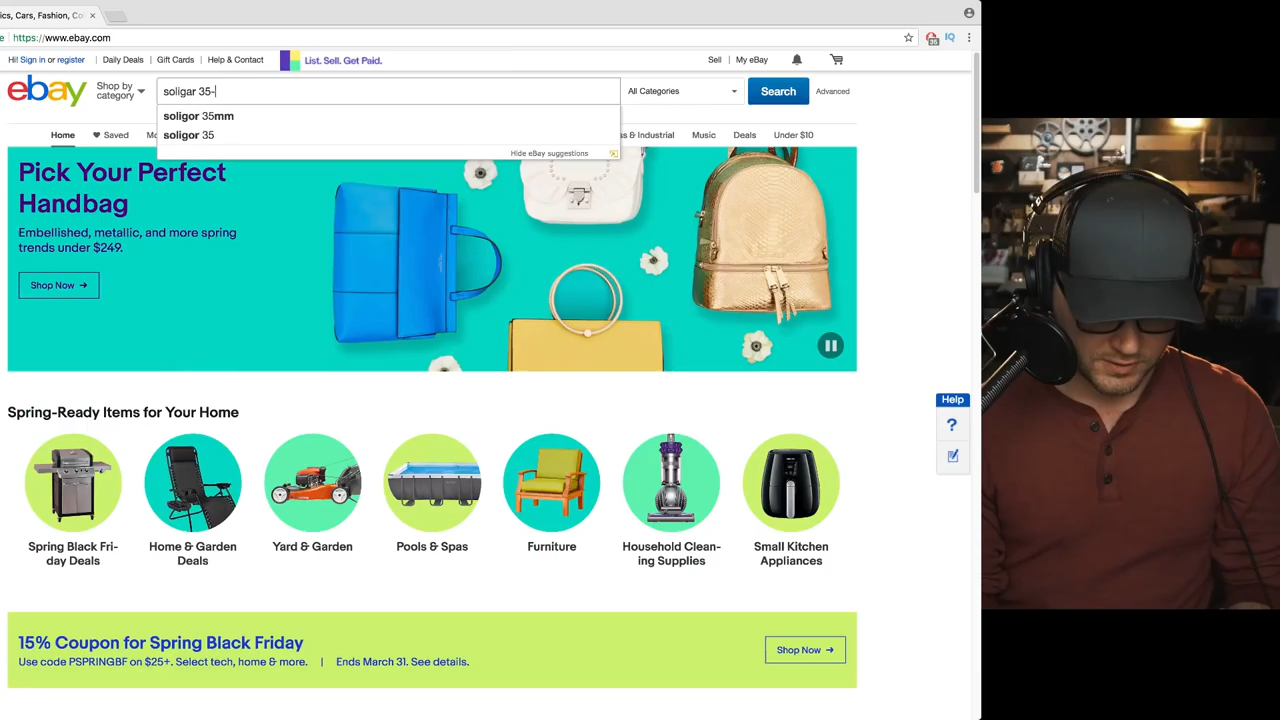 ics, Cars, Fashion, Co
https://www.ebay.com
Hi! Sign in or register
Daily Deals
Gift Cards
Help & Contact
List. Sell. Get Paid.
Sell
My eBay
ebay
Shop by
category
soligar 35-
All Categories
Search
Advanced
soligor 35mm
soligor 35
Hide eBay suggestions
Home
Saved
Mo
s & Industrial
Music
Deals
Under $10
Pick Your Perfect
Handbag
Embellished, metallic, and more spring
trends under $249.
Shop Now
Help
?
Spring-Ready Items for Your Home
Spring Black Fri-
day Deals
Home & Garden
Deals
Yard & Garden
Pools & Spas
Furniture
Household Clean-
ing Supplies
Small Kitchen
Appliances
15% Coupon for Spring Black Friday
Use code PSPRINGBF on $25+. Select tech, home & more. | Ends March 31. See details.
Shop Now